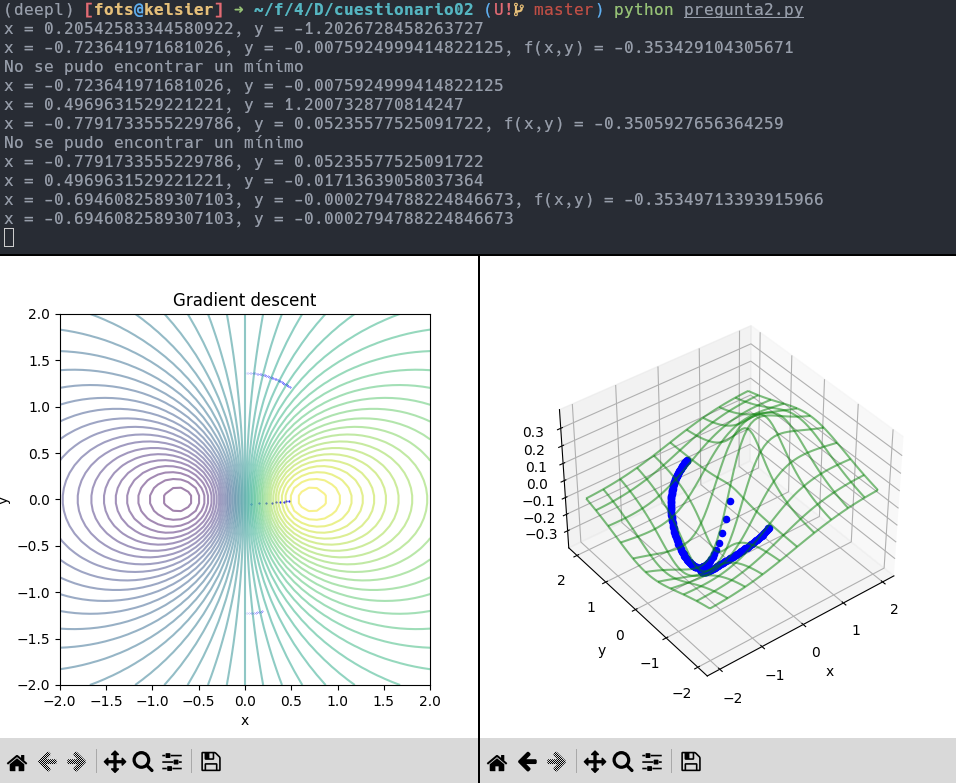 (deepl) [fots@kelsier] → ~/f/4/D/cuestionario02 (U! master) python pregunta2.py
x = 0.20542583344580922, y = -1.2026728458263727
x = -0.723641971681026, y = -0.0075924999414822125, f(x,y) = -0.353429104305671
No se pudo encontrar un mínimo
x = -0.723641971681026, y = -0.0075924999414822125
x = 0.4969631529221221, y = 1.2007328770814247
x = -0.7791733555229786, y = 0.05235577525091722, f(x,y) = -0.3505927656364259
No se pudo encontrar un mínimo
x = -0.7791733555229786, y = 0.05235577525091722
x = 0.4969631529221221, y = -0.01713639058037364
x = -0.6946082589307103, y = -0.0002794788224846673, f(x,y) = -0.35349713393915966
x = -0.6946082589307103, y = -0.0002794788224846673
Gradient descent
2.0
1.5
1.0
0.5
0.0
−0.5
−1.0
−1.5
−2.0
y
−2.0 −1.5 −1.0 −0.5 0.0 0.5 1.0 1.5 2.0
x
0.3
0.2
0.1
0.0
−0.1
−0.2
−0.3
2
1
0
−1
−2
y
−2
−1
0
1
2
x